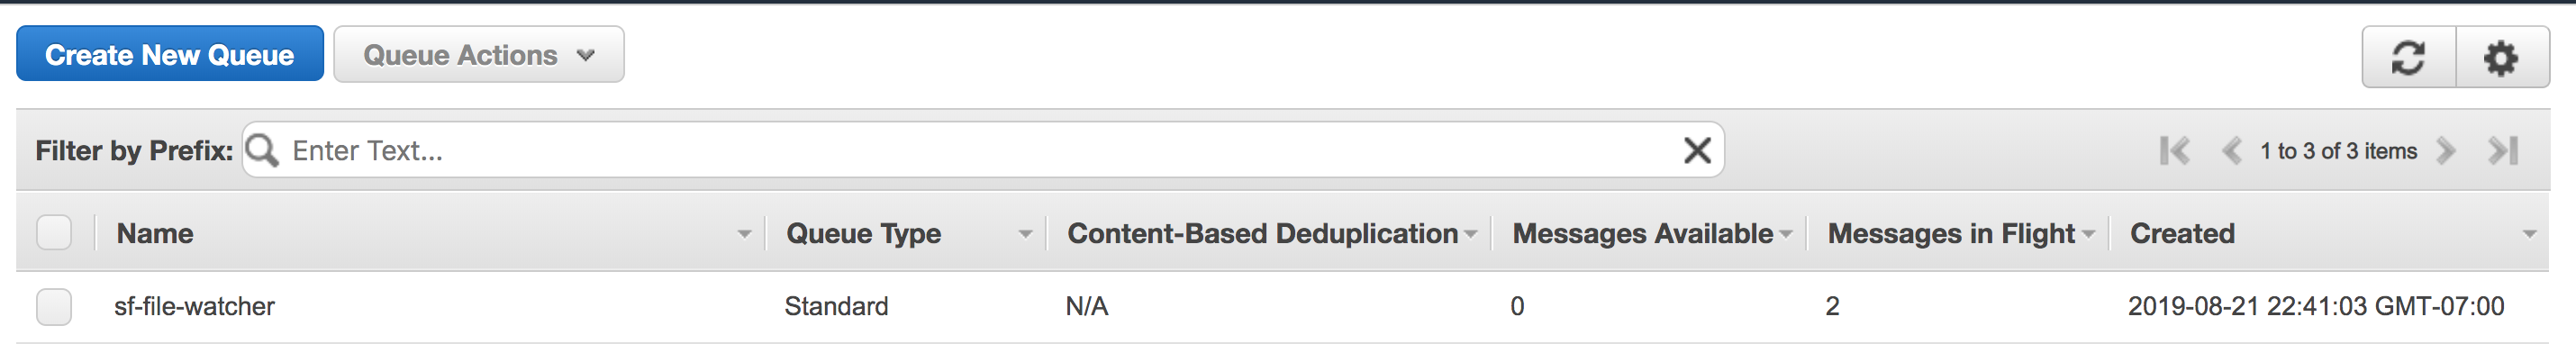 Create New Queue Queue Actions
Filter by Prefix: Enter Text... 1 to 3 of 3 items
Name Queue Type Content-Based Deduplication Messages Available Messages in Flight Created
sf-file-watcher Standard N/A 0 2 2019-08-21 22:41:03 GMT-07:00